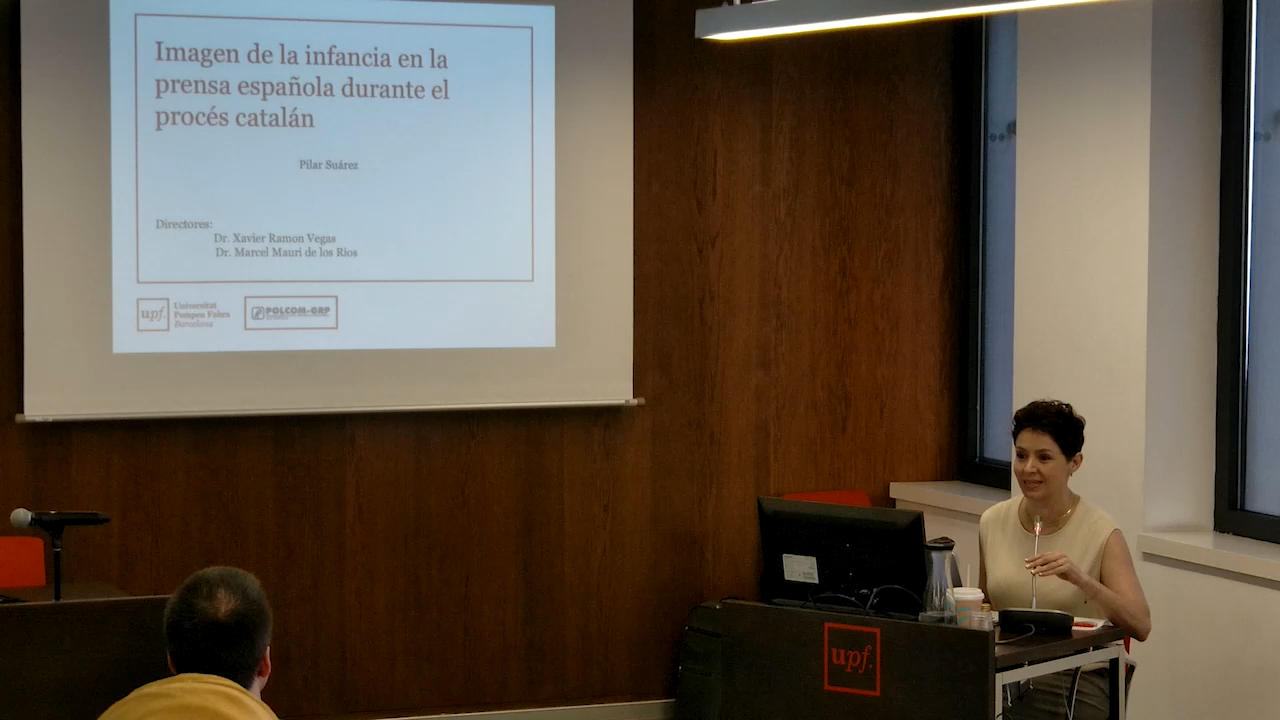 Imagen de la infancia en la
prensa española durante el
procés catalán
Pilar Suárez
Directores:
Dr. Xavier Ramon Vegas
Dr. Marcel Mauri de los Rios
upf.
Universitat
Pompeu Fabra
Barcelona
POLCOM-GRP
upf.